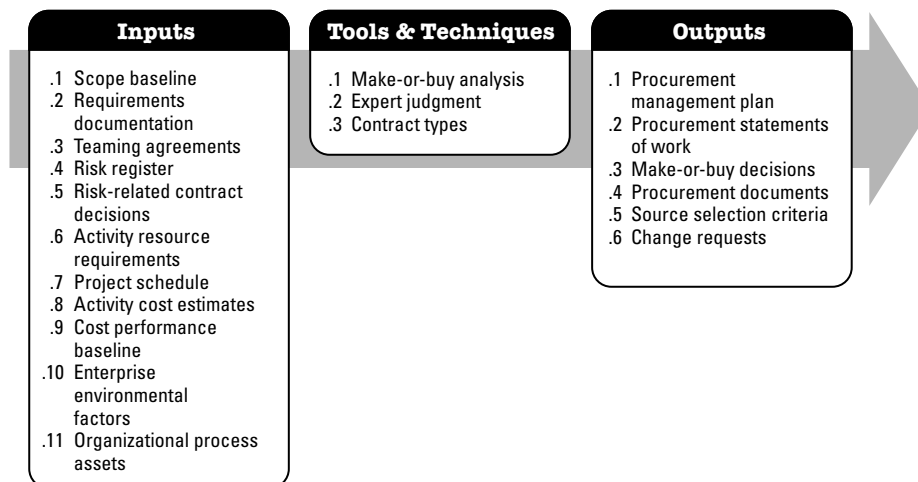 Inputs
.1 Scope baseline
.2 Requirements
documentation
.3 Teaming agreements
.4 Risk register
.5 Risk-related contract
decisions
.6 Activity resource
requirements
.7 Project schedule
.8 Activity cost estimates
.9 Cost performance
baseline
.10 Enterprise
environmental
factors
.11 Organizational process
assets
Tools & Techniques
.1 Make-or-buy analysis
.2 Expert judgment
.3 Contract types
Outputs
.1 Procurement
management plan
.2 Procurement statements
of work
.3 Make-or-buy decisions
.4 Procurement documents
.5 Source selection criteria
.6 Change requests